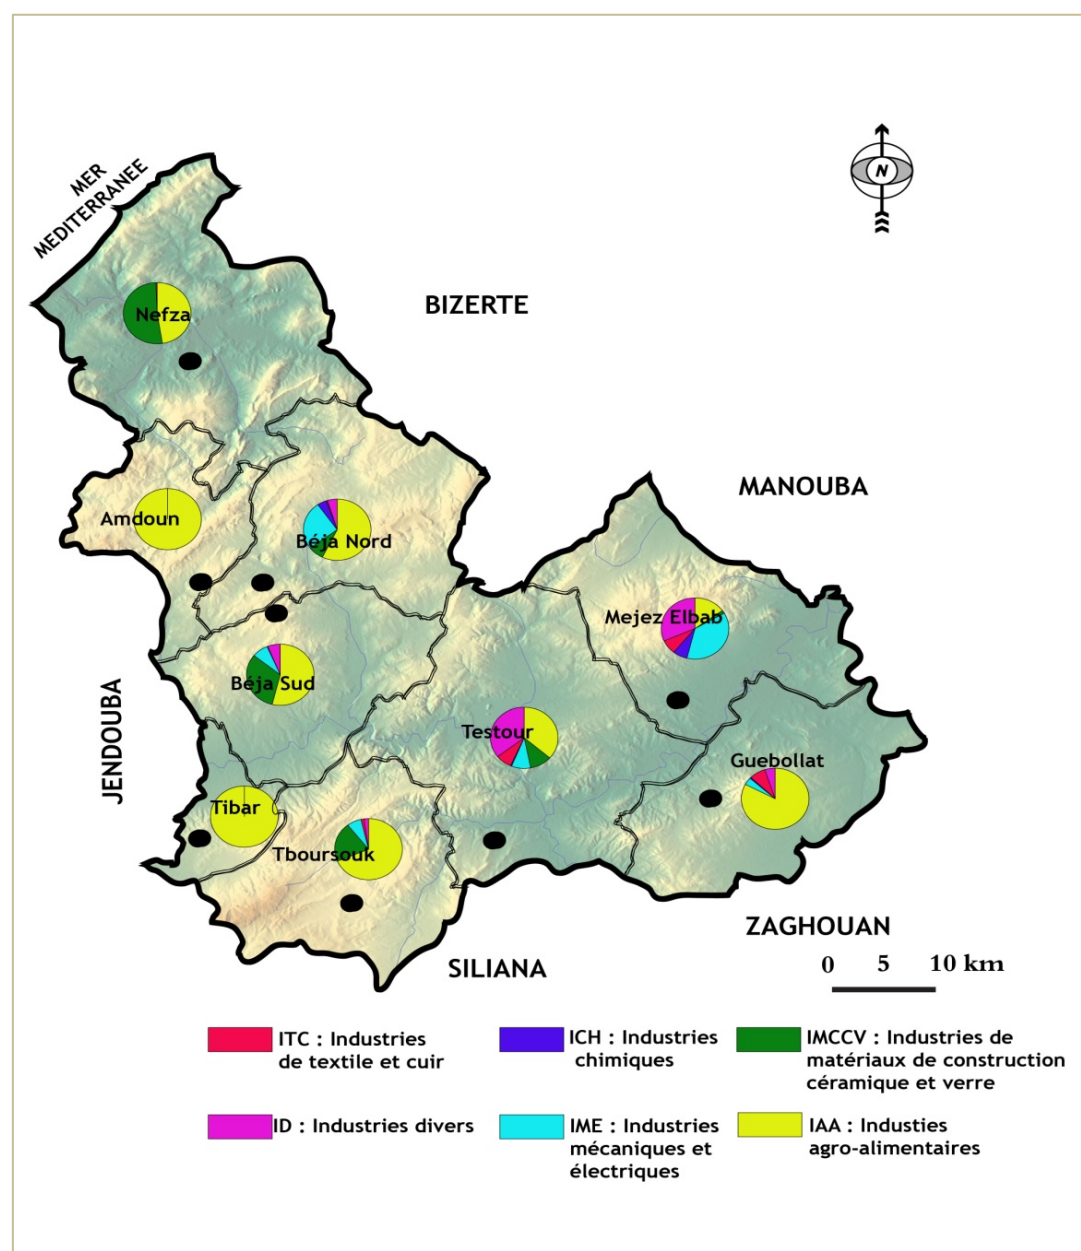 MER
MEDITERRANEE
N
BIZERTE
Nefza
MANOUBA
Amdoun
Béja Nord
Mejez Elbab
JENDOUBA
Béja Sud
Testour
Guebollat
Tibar
Tboursouk
ZAGHOUAN
SILIANA
0 5 10 km
ITC : Industries
de textile et cuir
ICH : Industries
chimiques
IMCCV : Industries de
matériaux de construction
céramique et verre
ID : Industries divers
IME : Industries
mécaniques et
électriques
IAA : Industies
agro-alimentaires